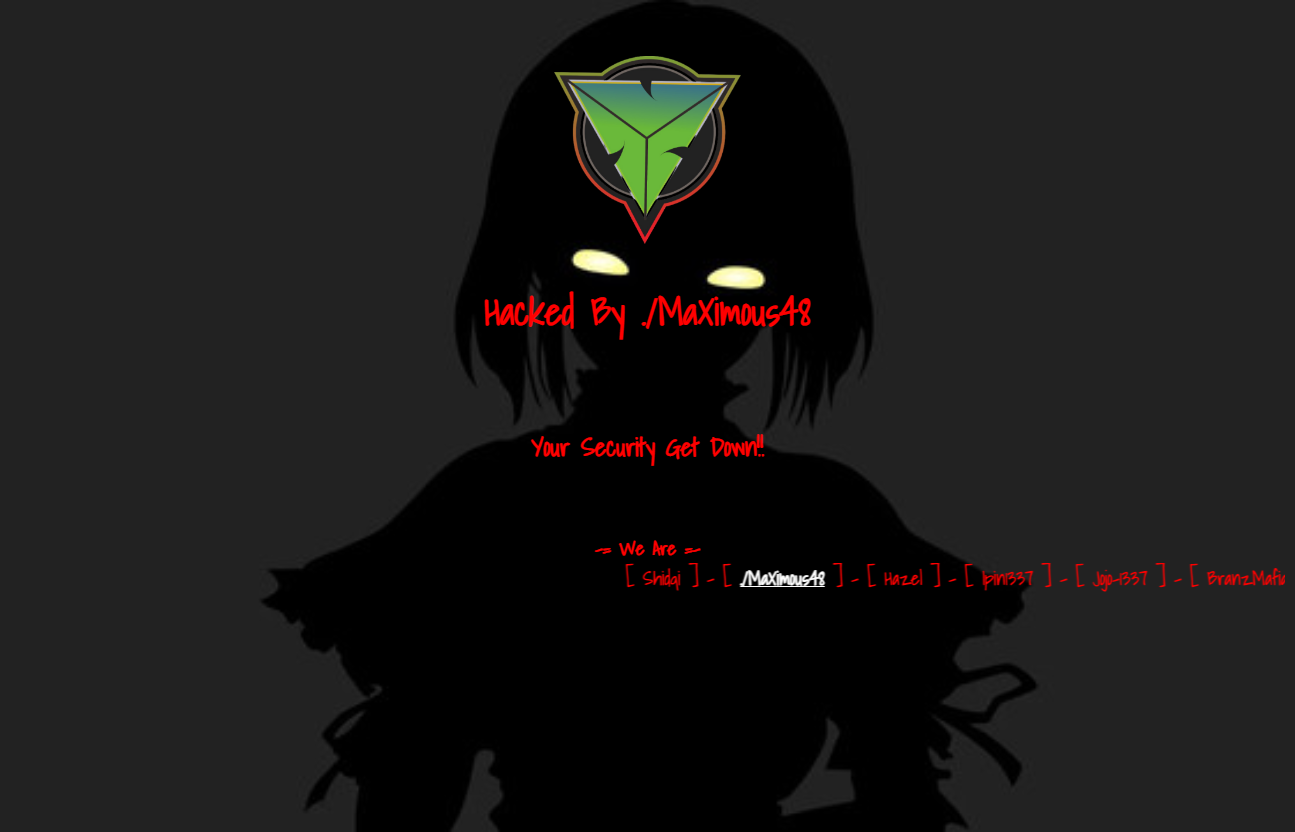 Hacked By ./MaXimous48
Your Security Get Down!!
-= We Are =-
[ Shidqi ] - [ ./MaXimous48 ] - [ Hazel ] - [ Ipin1337 ] - [ Jojo-1337 ] - [ BranzMafia